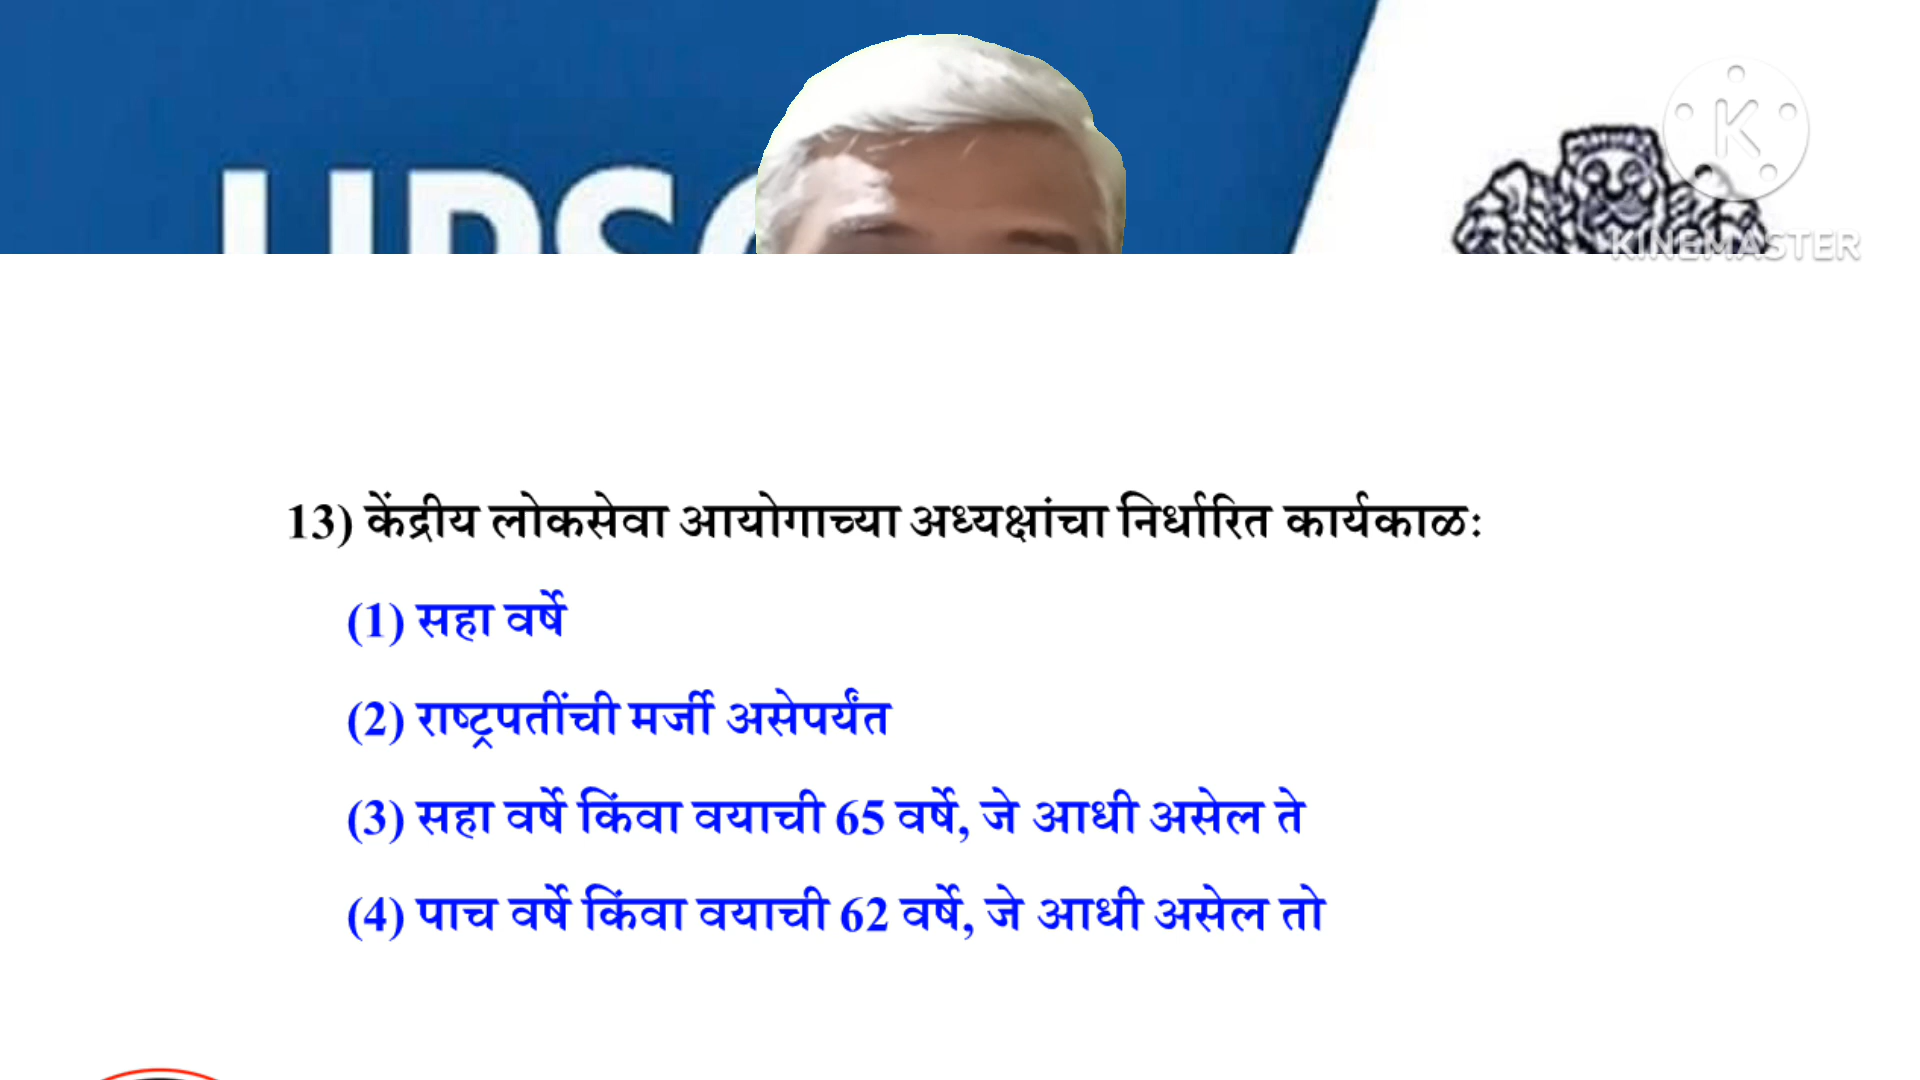 UPSC
K
KINEMASTER
13) केंद्रीय लोकसेवा आयोगाच्या अध्यक्षांचा निर्धारित कार्यकाळः
(1) सहा वर्षे
(2) राष्ट्रपतींची मर्जी असेपर्यंत
(3) सहा वर्षे किंवा वयाची 65 वर्षे, जे आधी असेल ते
(4) पाच वर्षे किंवा वयाची 62 वर्षे, जे आधी असेल तो